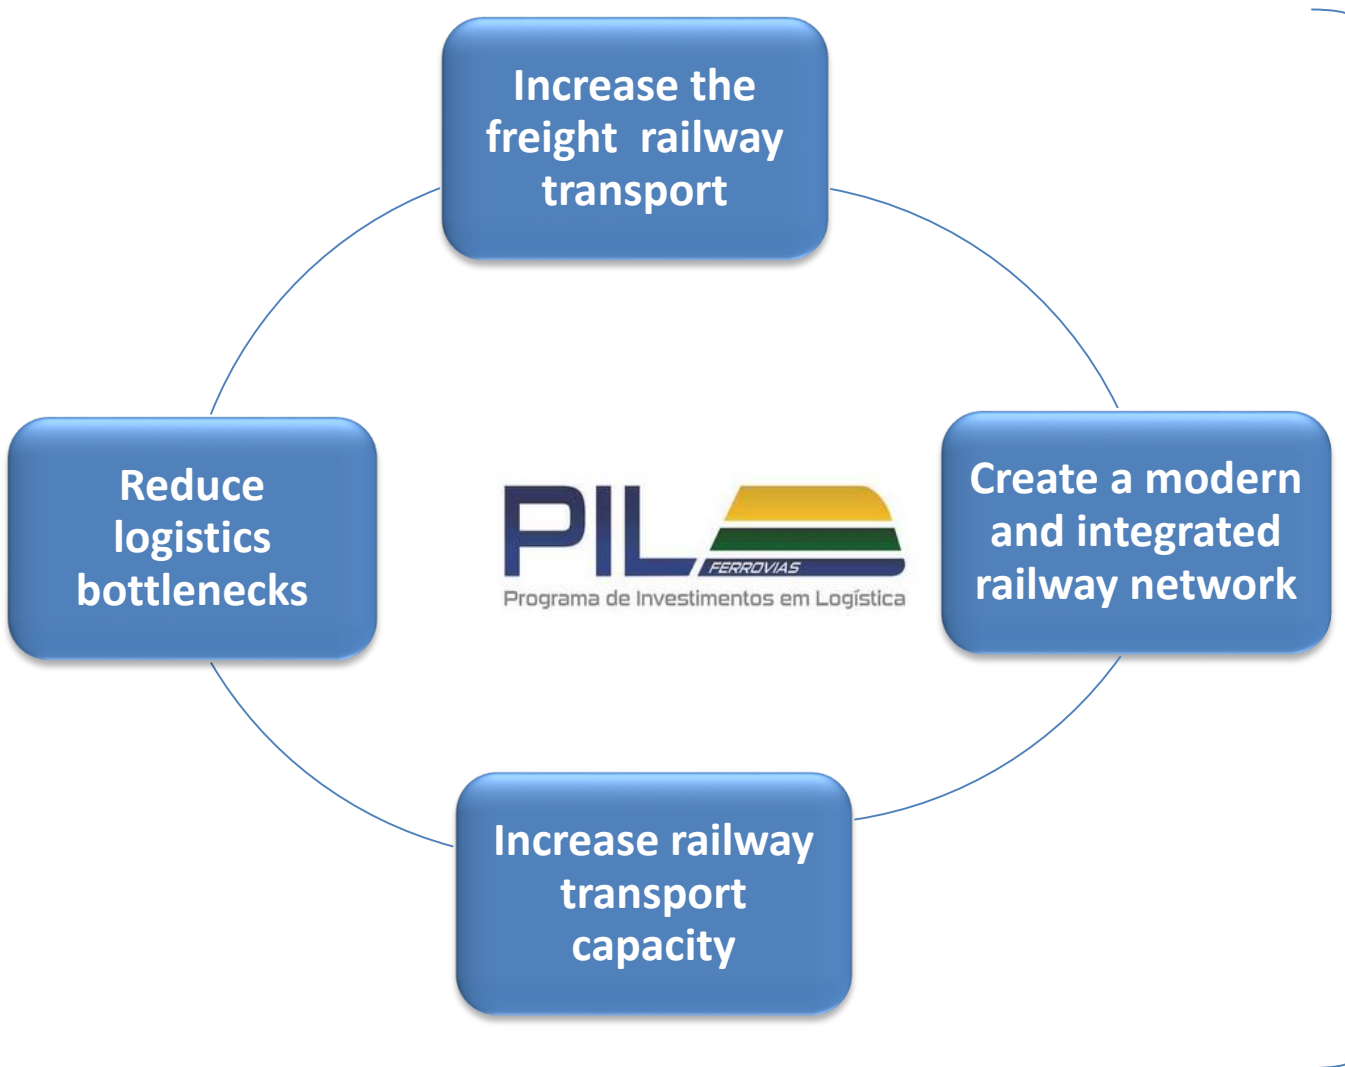 Increase the
freight railway
transport
Reduce
logistics
bottlenecks
PIL
FERROVIAS
Programa de Investimentos em Logística
Create a modern
and integrated
railway network
Increase railway
transport
capacity